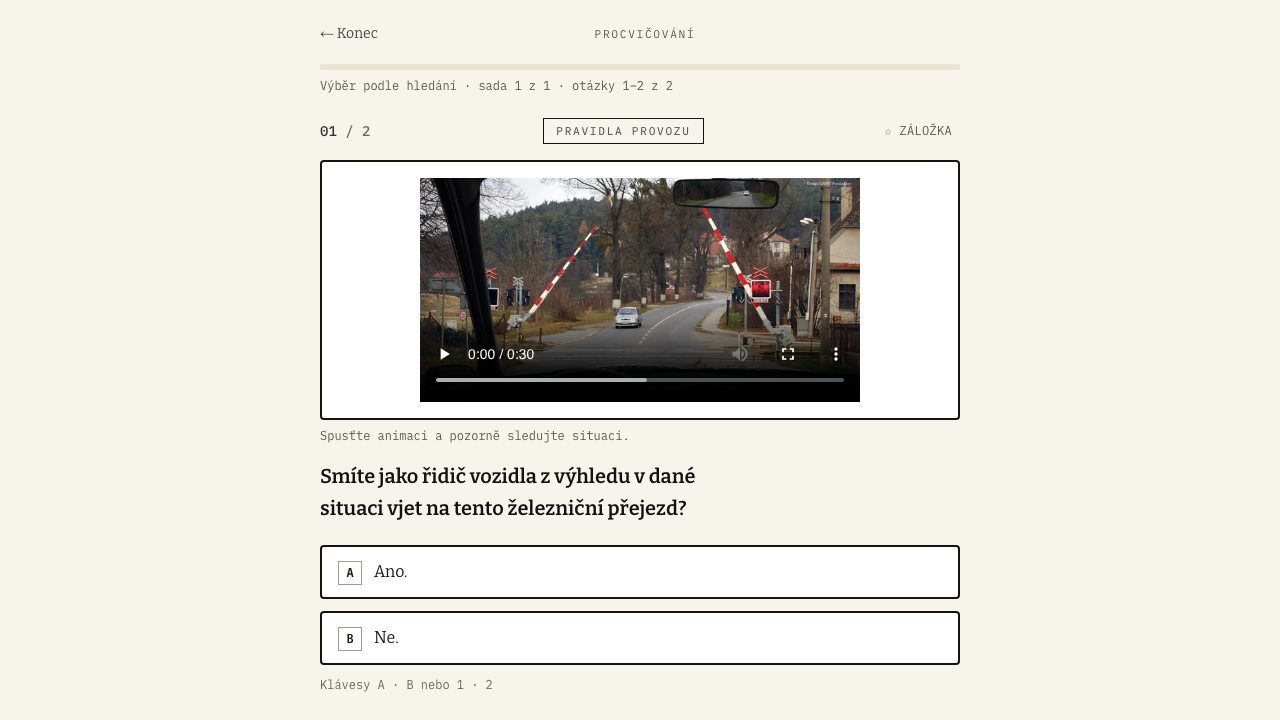 ← Konec
PROCVIČOVÁNÍ
Výběr podle hledání · sada 1 z 1 · otázky 1–2 z 2
01 / 2
PRAVIDLA PROVOZU
☆ ZÁLOŽKA
0:00 / 0:30
Spusťte animaci a pozorně sledujte situaci.
Smíte jako řidič vozidla z výhledu v dané
situaci vjet na tento železniční přejezd?
A Ano.
B Ne.
Klávesy A · B nebo 1 · 2